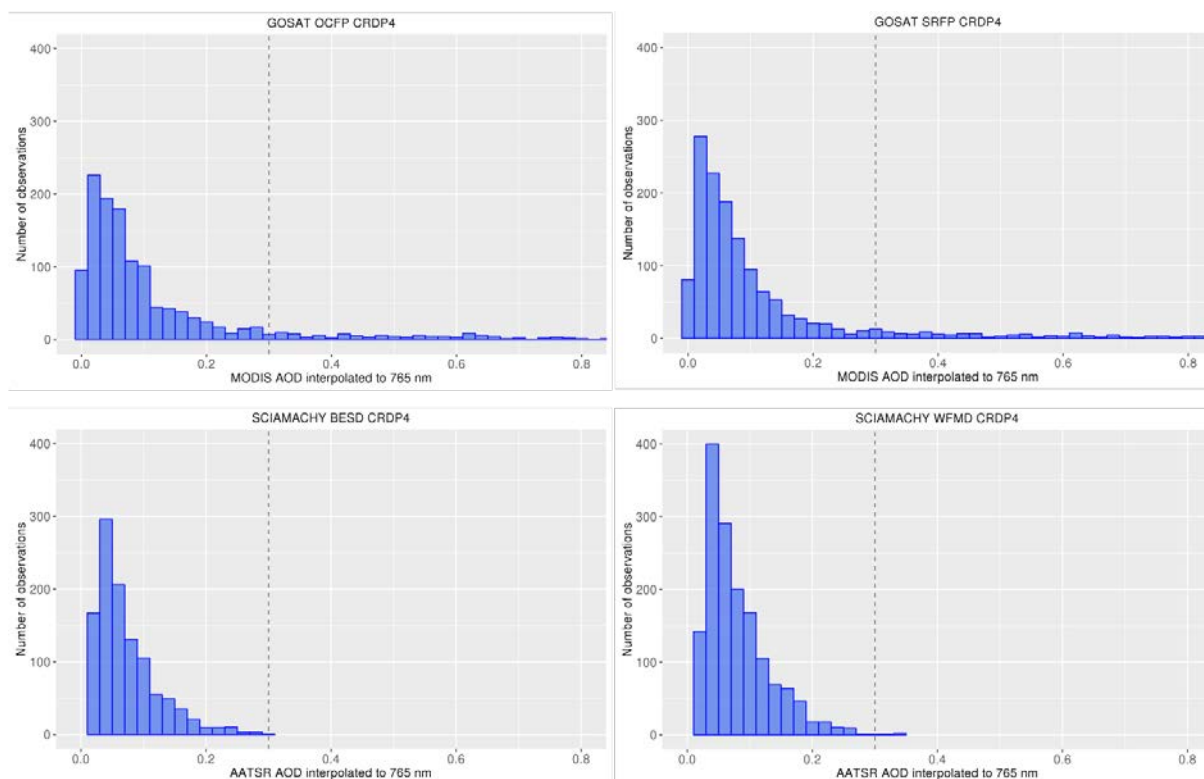 GOSAT OCFP CRDP4
400
300
200
100
0
Number of observations
0.0 0.2 0.4 0.6 0.8
MODIS AOD interpolated to 765 nm
GOSAT SRFP CRDP4
400
300
200
100
0
Number of observations
0.0 0.2 0.4 0.6 0.8
MODIS AOD interpolated to 765 nm
SCIAMACHY BESD CRDP4
400
300
200
100
0
Number of observations
0.0 0.2 0.4 0.6 0.8
AATSR AOD interpolated to 765 nm
SCIAMACHY WFMD CRDP4
400
300
200
100
0
Number of observations
0.0 0.2 0.4 0.6 0.8
AATSR AOD interpolated to 765 nm